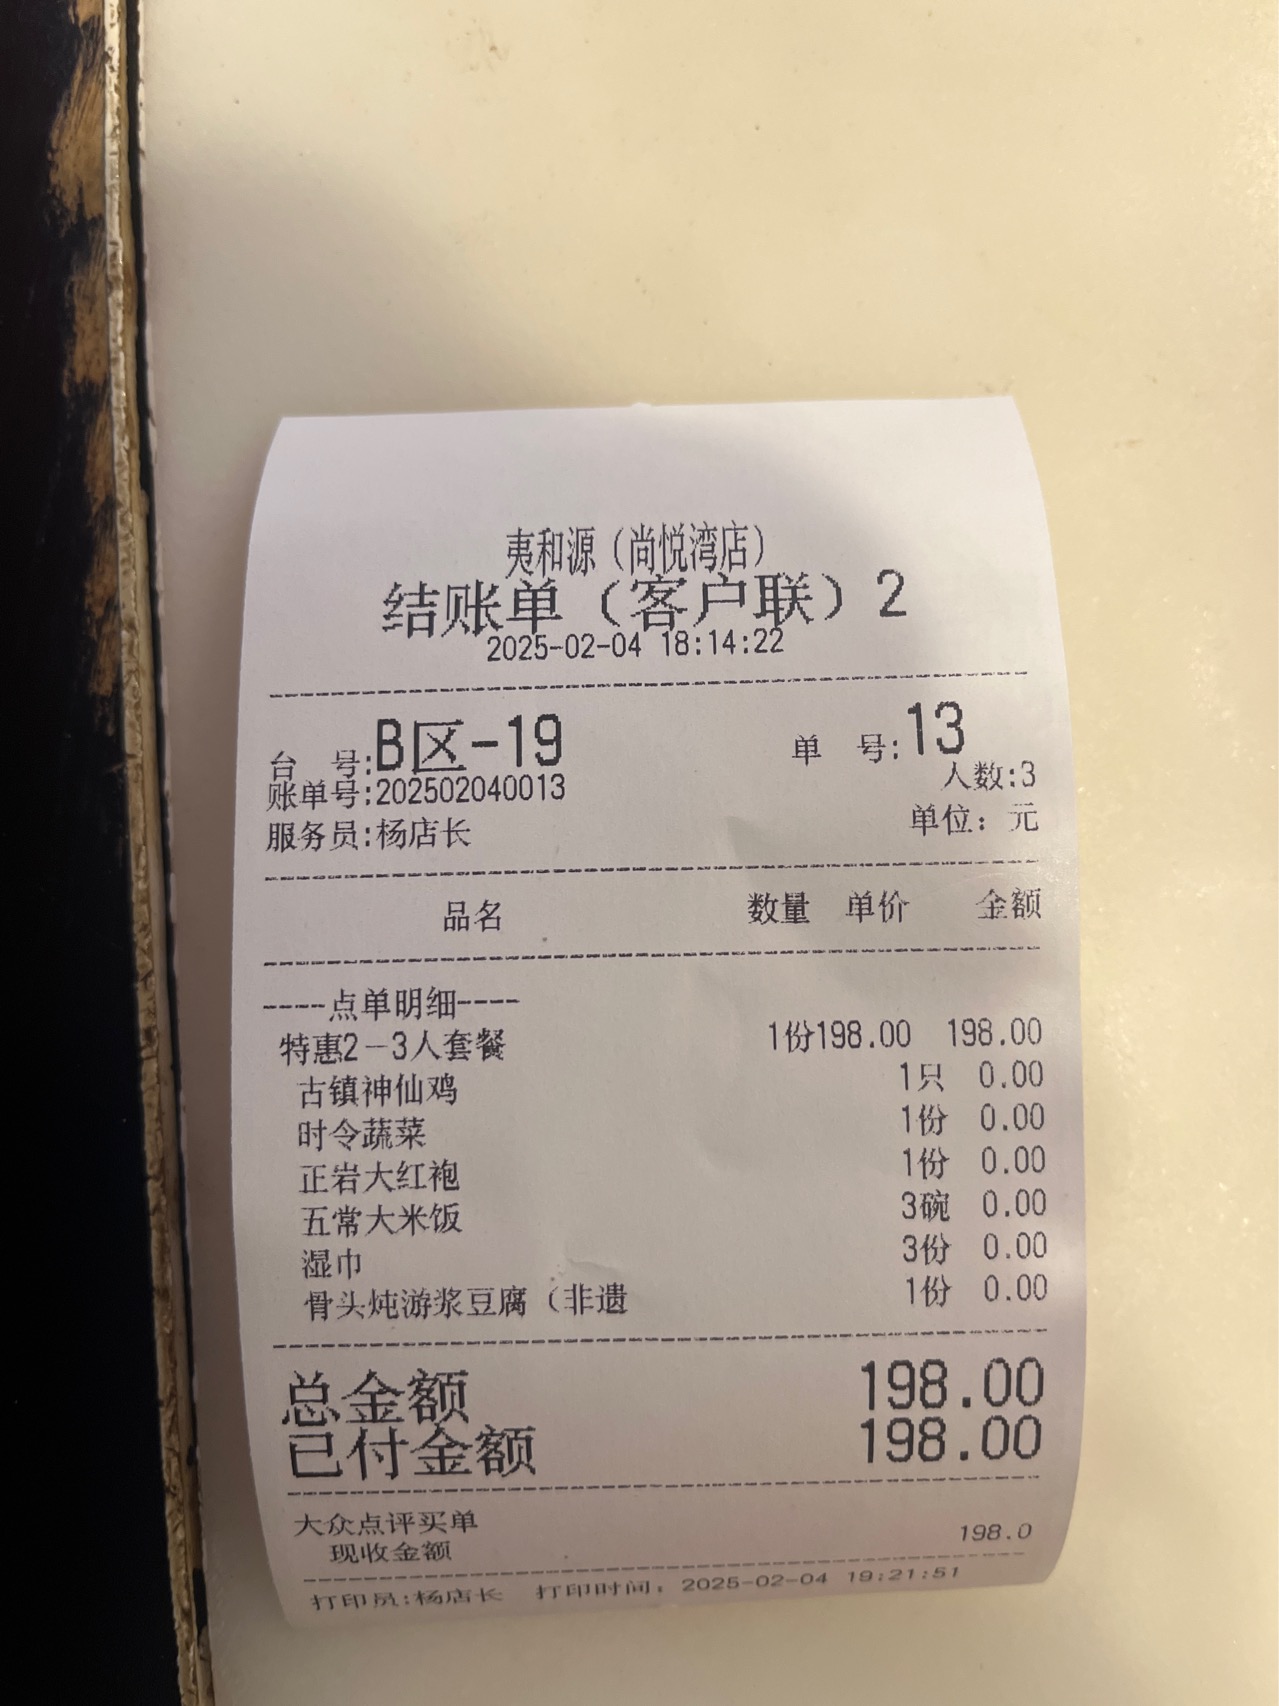 夷和源（尚悦湾店）
结账单（客户联）2
2025-02-04 18:14:22
台 号:B区-19 单 号:13
人数:3
账单号:202502040013
单位：元
服务员:杨店长
品名 数量 单价 金额
----点单明细----
特惠2－3人套餐 1份198.00 198.00
古镇神仙鸡 1只 0.00
时令蔬菜 1份 0.00
正岩大红袍 1份 0.00
五常大米饭 3碗 0.00
湿巾 3份 0.00
骨头炖游浆豆腐（非遗 1份 0.00
总金额 198.00
已付金额 198.00
大众点评买单
现收金额 198.0
打印员:杨店长 打印时间：2025-02-04 19:21:51